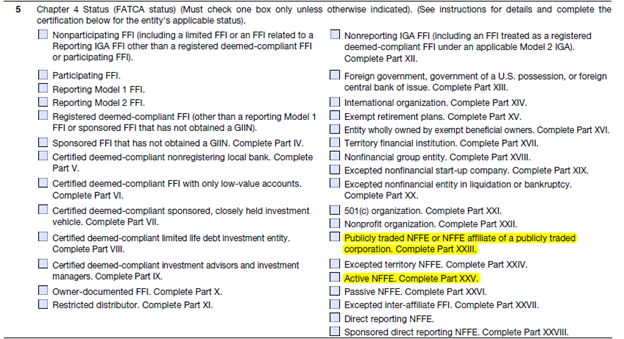 5 Chapter 4 Status (FATCA status) (Must check one box only unless otherwise indicated). (See instructions for details and complete the
certification below for the entity's applicable status).
Nonparticipating FFI (including a limited FFI or an FFI related to a
Reporting IGA FFI other than a registered deemed-compliant FFI
or participating FFI).
Participating FFI.
Reporting Model 1 FFI.
Reporting Model 2 FFI.
Registered deemed-compliant FFI (other than a reporting Model 1
FFI or sponsored FFI that has not obtained a GIIN).
Sponsored FFI that has not obtained a GIIN. Complete Part IV.
Certified deemed-compliant nonregistering local bank. Complete
Part V.
Certified deemed-compliant FFI with only low-value accounts.
Complete Part VI.
Certified deemed-compliant sponsored, closely held investment
vehicle. Complete Part VII.
Certified deemed-compliant limited life debt investment entity.
Complete Part VIII.
Certified deemed-compliant investment advisors and investment
managers. Complete Part IX.
Owner-documented FFI. Complete Part X.
Restricted distributor. Complete Part XI.
Nonreporting IGA FFI (including an FFI treated as a registered
deemed-compliant FFI under an applicable Model 2 IGA).
Complete Part XII.
Foreign government, government of a U.S. possession, or foreign
central bank of issue. Complete Part XIII.
International organization. Complete Part XIV.
Exempt retirement plans. Complete Part XV.
Entity wholly owned by exempt beneficial owners. Complete Part XVI.
Territory financial institution. Complete Part XVII.
Nonfinancial group entity. Complete Part XVIII.
Excepted nonfinancial start-up company. Complete Part XIX.
Excepted nonfinancial entity in liquidation or bankruptcy.
Complete Part XX.
501(c) organization. Complete Part XXI.
Nonprofit organization. Complete Part XXII.
Publicly traded NFFE or NFFE affiliate of a publicly traded
corporation. Complete Part XXIII.
Excepted territory NFFE. Complete Part XXIV.
Active NFFE. Complete Part XXV.
Passive NFFE. Complete Part XXVI.
Excepted inter-affiliate FFI. Complete Part XXVII.
Direct reporting NFFE.
Sponsored direct reporting NFFE. Complete Part XXVIII.